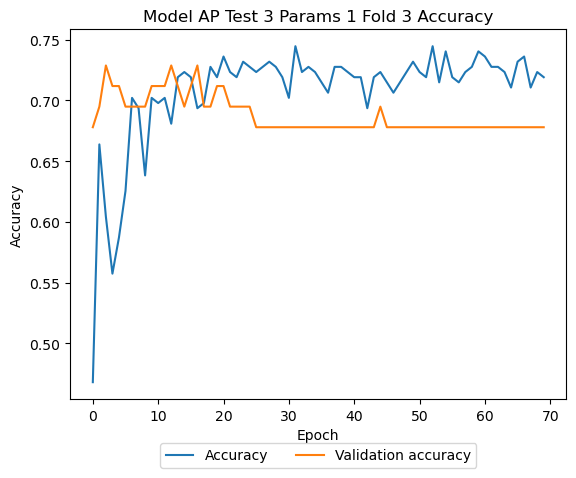 Model AP Test 3 Params 1 Fold 3 Accuracy
0.75
0.70
0.65
0.60
0.55
0.50
Accuracy
0 10 20 30 40 50 60 70
Epoch
Accuracy Validation accuracy